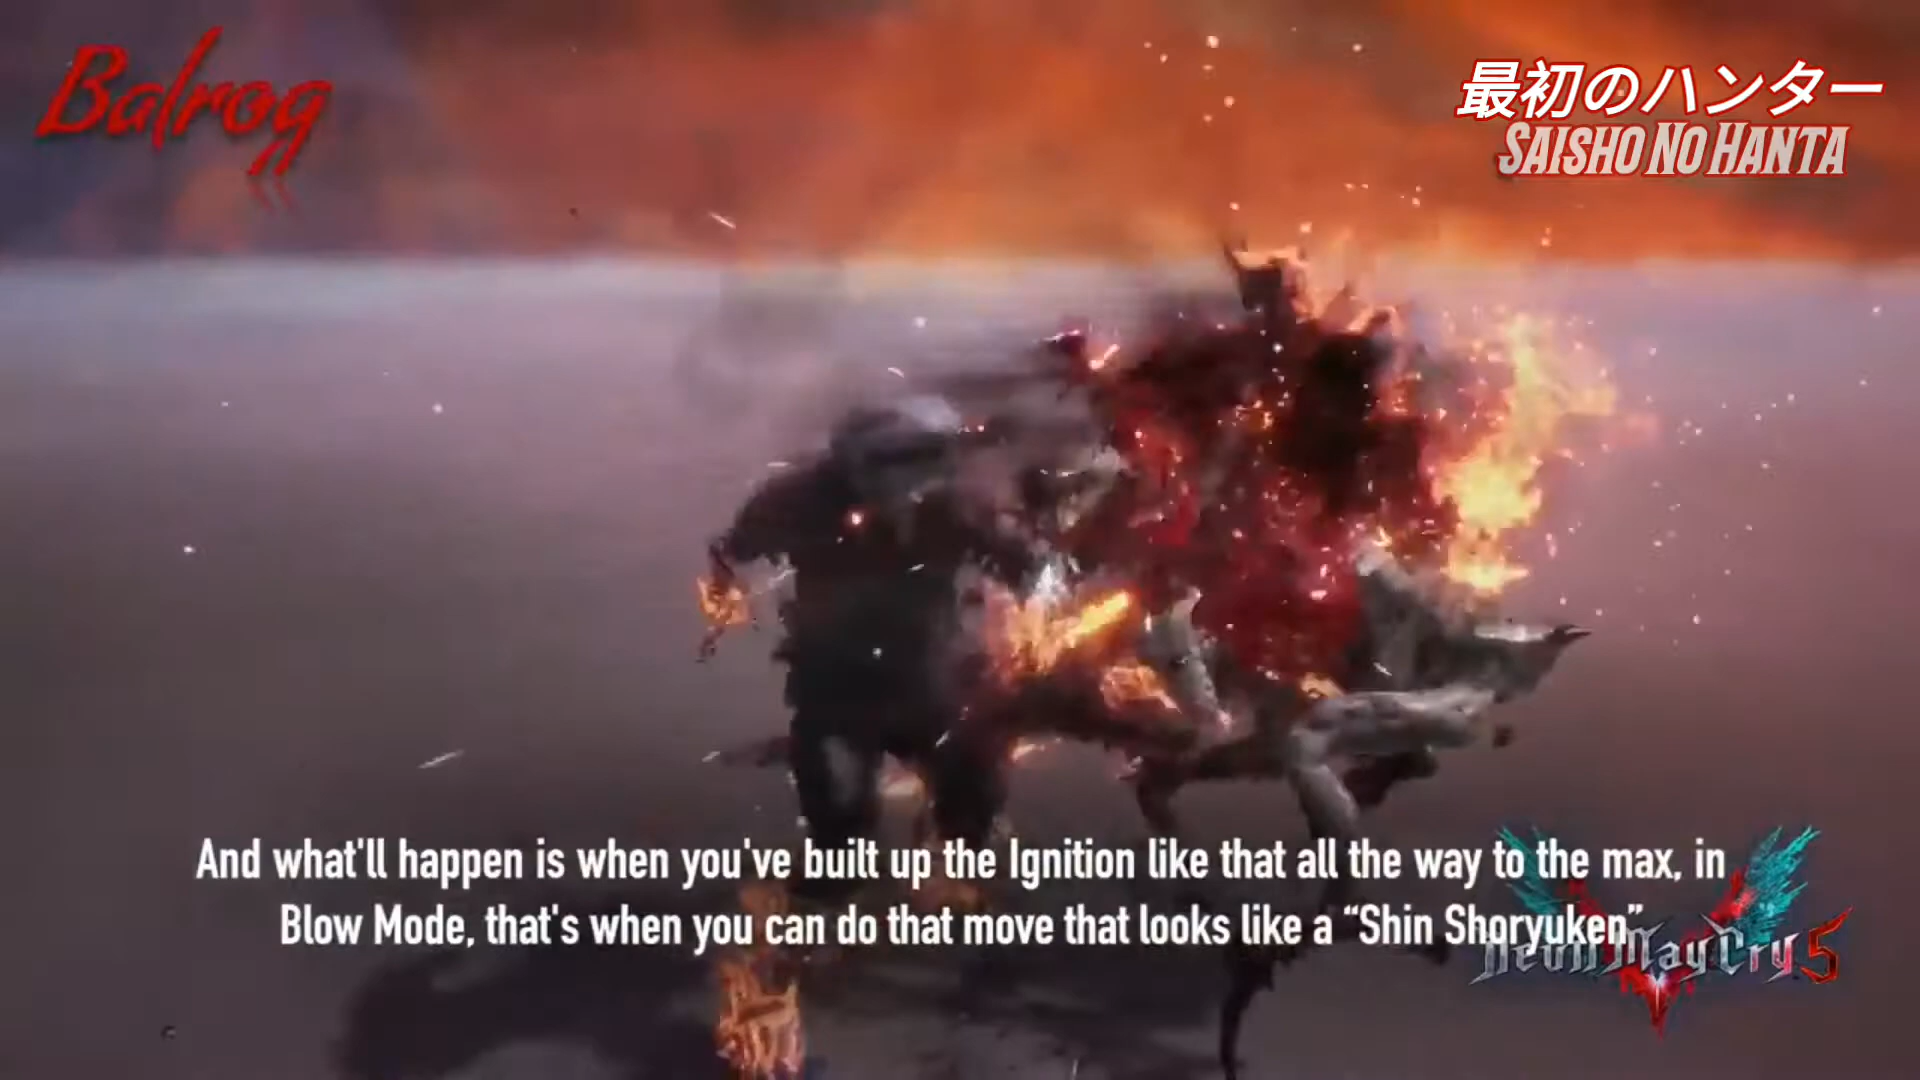 Balrog
最初のハンター
SAISHO NO HANTA
And what'll happen is when you've built up the Ignition like that all the way to the max, in
Blow Mode, that's when you can do that move that looks like a “Shin Shoryuken”
Devil May Cry 5